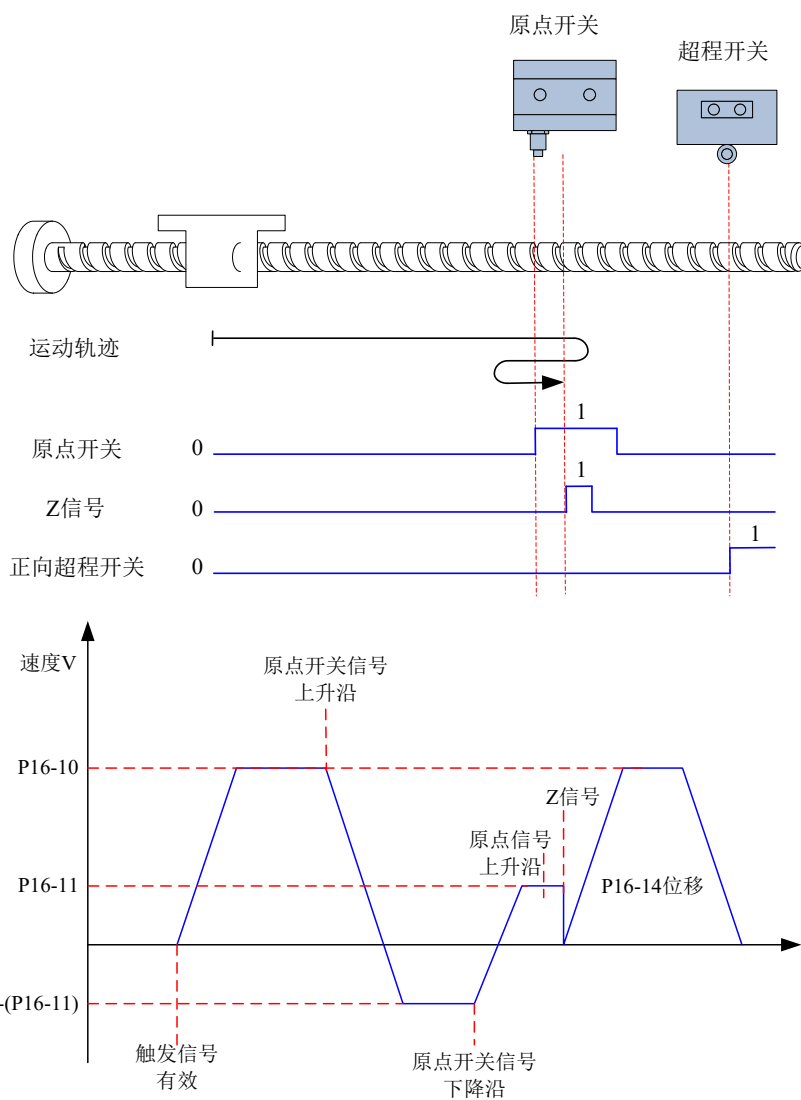 原点开关
超程开关
运动轨迹
1
原点开关
0
1
Z信号
0
1
正向超程开关
0
速度V
原点开关信号
上升沿
P16-10
Z信号
原点信号
上升沿
P16-11
P16-14位移
-(P16-11)
触发信号
有效
原点开关信号
下降沿